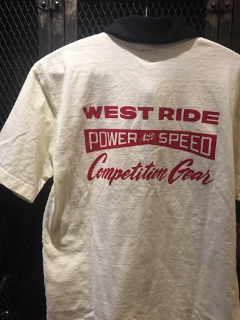 WEST RIDE
POWER AND SPEED
Competition Gear